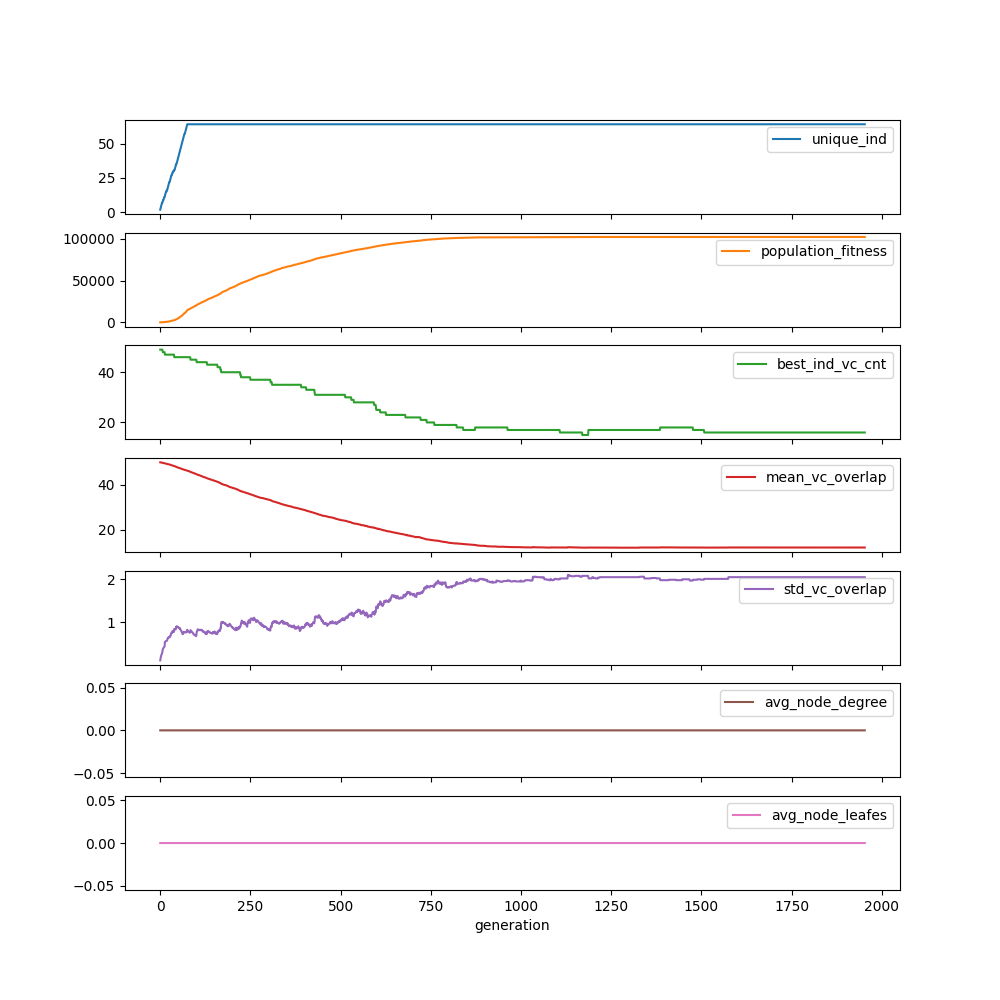 50
25
0
unique_ind
100000
50000
0
population_fitness
40
20
best_ind_vc_cnt
40
20
mean_vc_overlap
2
1
std_vc_overlap
0.05
0.00
−0.05
avg_node_degree
0.05
0.00
−0.05
avg_node_leafes
0 250 500 750 1000 1250 1500 1750 2000
generation